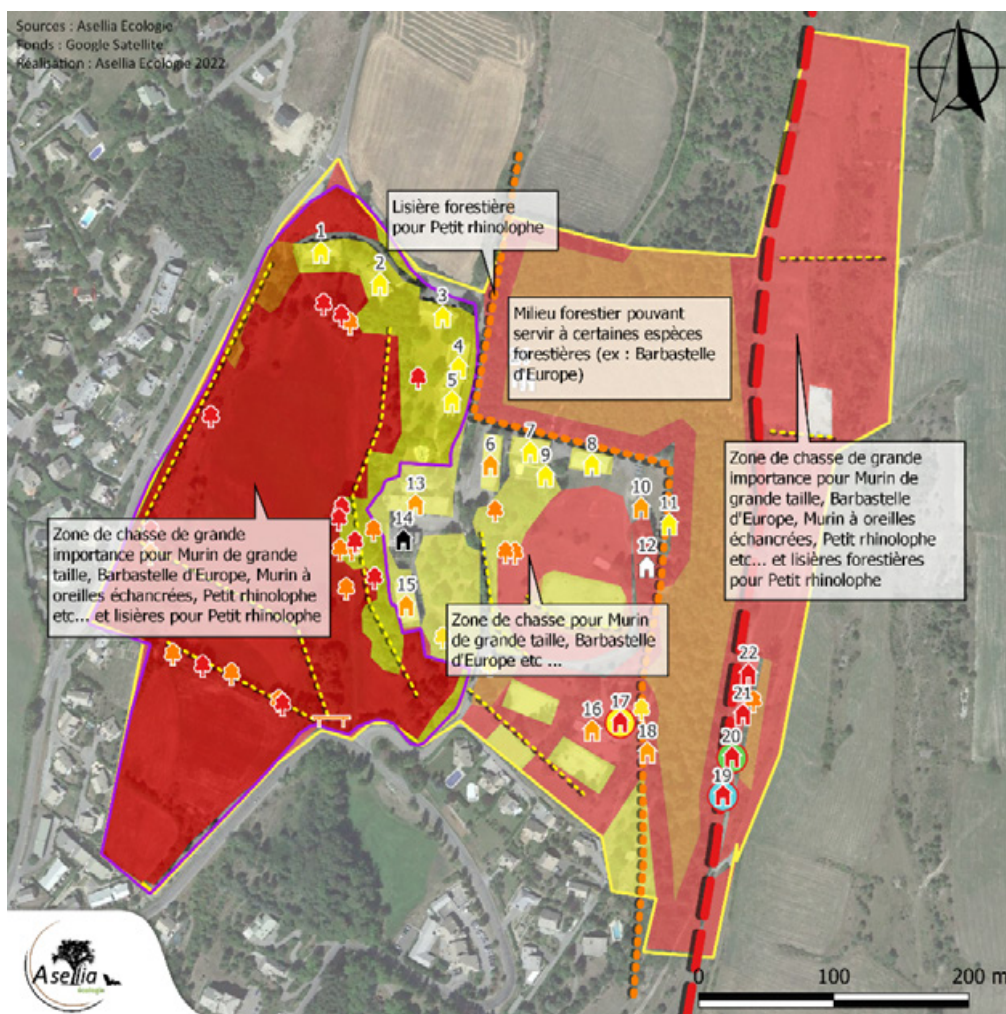 Sources : Asellia Ecologie
Fonds : Google Satellite
Réalisation : Asellia Ecologie 2022
Lisière forestière
pour Petit rhinolophe
Milieu forestier pouvant
servir à certaines espèces
forestières (ex : Barbastelle
d'Europe)
Zone de chasse de grande
importance pour Murin de
grande taille, Barbastelle
d'Europe, Murin à oreilles
échancrées, Petit rhinolophe
etc... et lisières forestières
pour Petit rhinolophe
Zone de chasse de grande
importance pour Murin de grande
taille, Barbastelle d'Europe, Murin à
oreilles échancrées, Petit rhinolophe
etc... et lisières pour Petit rhinolophe
Zone de chasse pour Murin
de grande taille, Barbastelle
d'Europe etc ...
1
2
3
4
5
6
7
8
9
10
11
12
13
14
15
16
17
18
19
20
21
22
0 100 200 m
Asellia
écologie